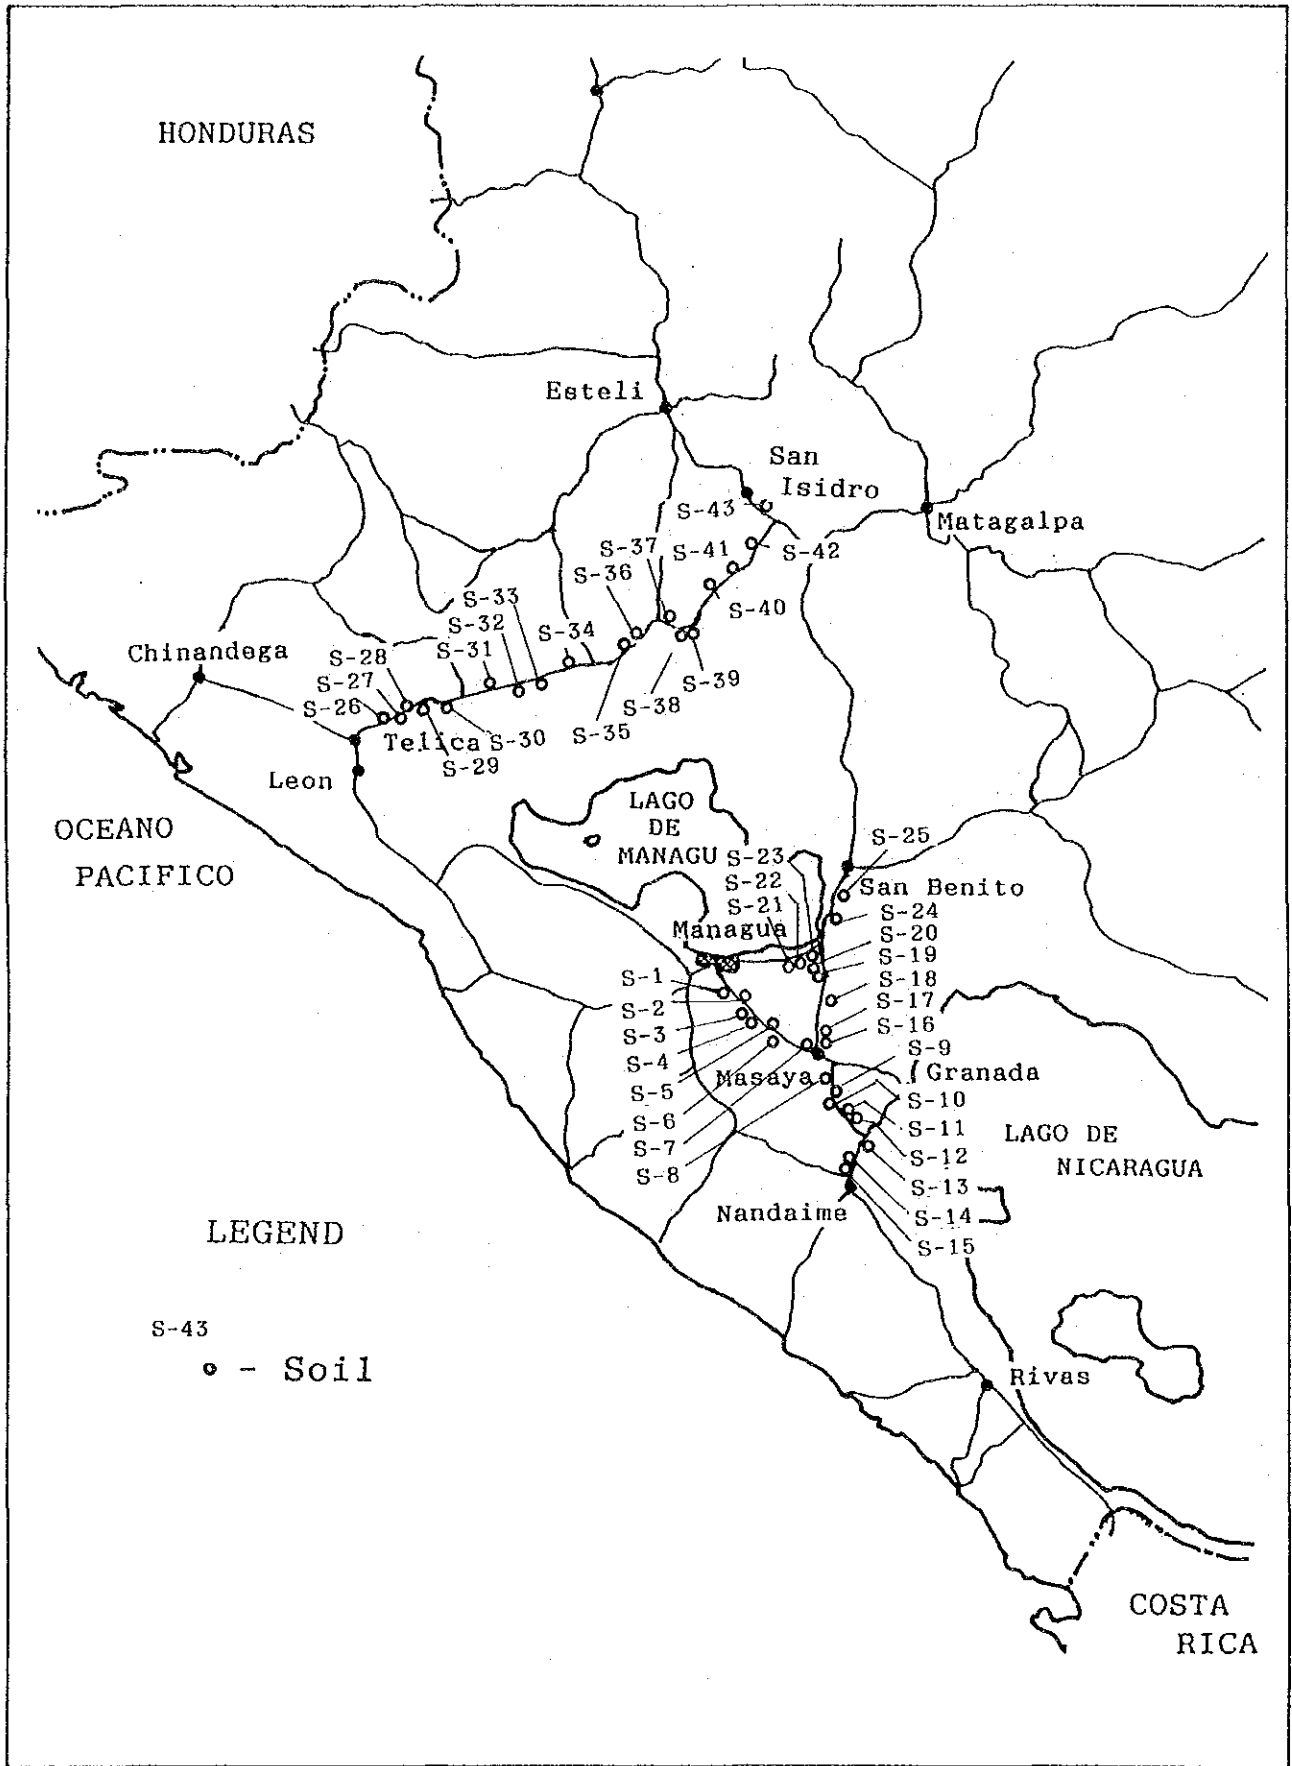 HONDURAS
Esteli
San
Isidro
S-43
Matagalpa
S-37
S-41
S-42
S-36
S-33
S-40
S-32
S-34
Chinandega
S-28
S-31
S-27
S-39
S-26
S-38
Telica
S-30
S-35
S-29
Leon
LAGO
DE
MANAGU
OCEANO
PACIFICO
S-25
S-23
S-22
San Benito
S-21
S-24
Managua
S-20
S-19
S-1
S-18
S-2
S-17
S-3
S-16
S-4
S-9
Masaya
Granada
S-5
S-10
S-6
S-11
LAGO DE
NICARAGUA
S-7
S-12
S-8
S-13
Nandaime
S-14
S-15
LEGEND
S-43
- Soil
Rivas
COSTA
RICA